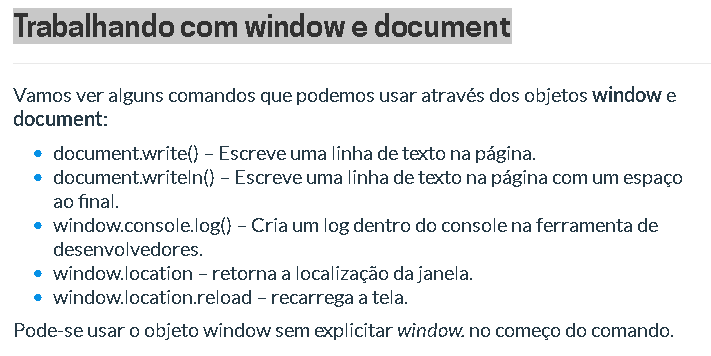 Trabalhando com window e document
Vamos ver alguns comandos que podemos usar através dos objetos window e
document:
• document.write() – Escreve uma linha de texto na página.
• document.writeln() – Escreve uma linha de texto na página com um espaço
ao final.
• window.console.log() – Cria um log dentro do console na ferramenta de
desenvolvedores.
• window.location – retorna a localização da janela.
• window.location.reload – recarrega a tela.
Pode-se usar o objeto window sem explicitar window. no começo do comando.